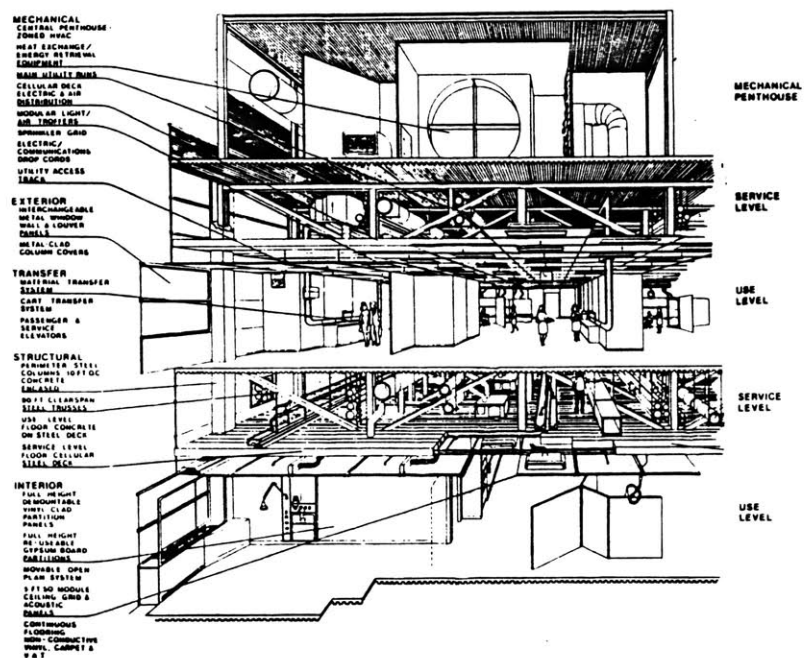 MECHANICAL
CENTRAL PENTHOUSE-
ZONED HVAC
HEAT EXCHANGE/
ENERGY RETRIEVAL
EQUIPMENT
MAIN UTILITY RUNS
CELLULAR DECK
ELECTRIC & AIR
DISTRIBUTION
MODULAR LIGHT/
AIR TROFFERS
SPRINKLER GRID
ELECTRIC/
COMMUNICATIONS
DROP CORDS
UTILITY ACCESS
TRACK
EXTERIOR
INTERCHANGEABLE
METAL WINDOW
WALL & LOUVER
PANELS
METAL-CLAD
COLUMN COVERS
TRANSFER
MATERIAL TRANSFER
SYSTEM
CART TRANSFER
SYSTEM
PASSENGER &
SERVICE
ELEVATORS
STRUCTURAL
PERIMETER STEEL
COLUMNS 10 FT OC
CONCRETE
ENCASED
90 FT CLEARSPAN
STEEL TRUSSES
USE LEVEL
FLOOR CONCRETE
ON STEEL DECK
SERVICE LEVEL
FLOOR CELLULAR
STEEL DECK
INTERIOR
FULL HEIGHT
DEMOUNTABLE
VINYL CLAD
PARTITION
PANELS
FULL HEIGHT
RE-USEABLE
GYPSUM BOARD
PARTITIONS
MOVABLE OPEN
PLAN SYSTEM
5 FT SQ MODULE
CEILING GRID &
ACOUSTIC
PANELS
CONTINUOUS
FLOORING
NON-CONDUCTIVE
VINYL, CARPET &
V A T
MECHANICAL
PENTHOUSE
SERVICE
LEVEL
USE
LEVEL
SERVICE
LEVEL
USE
LEVEL